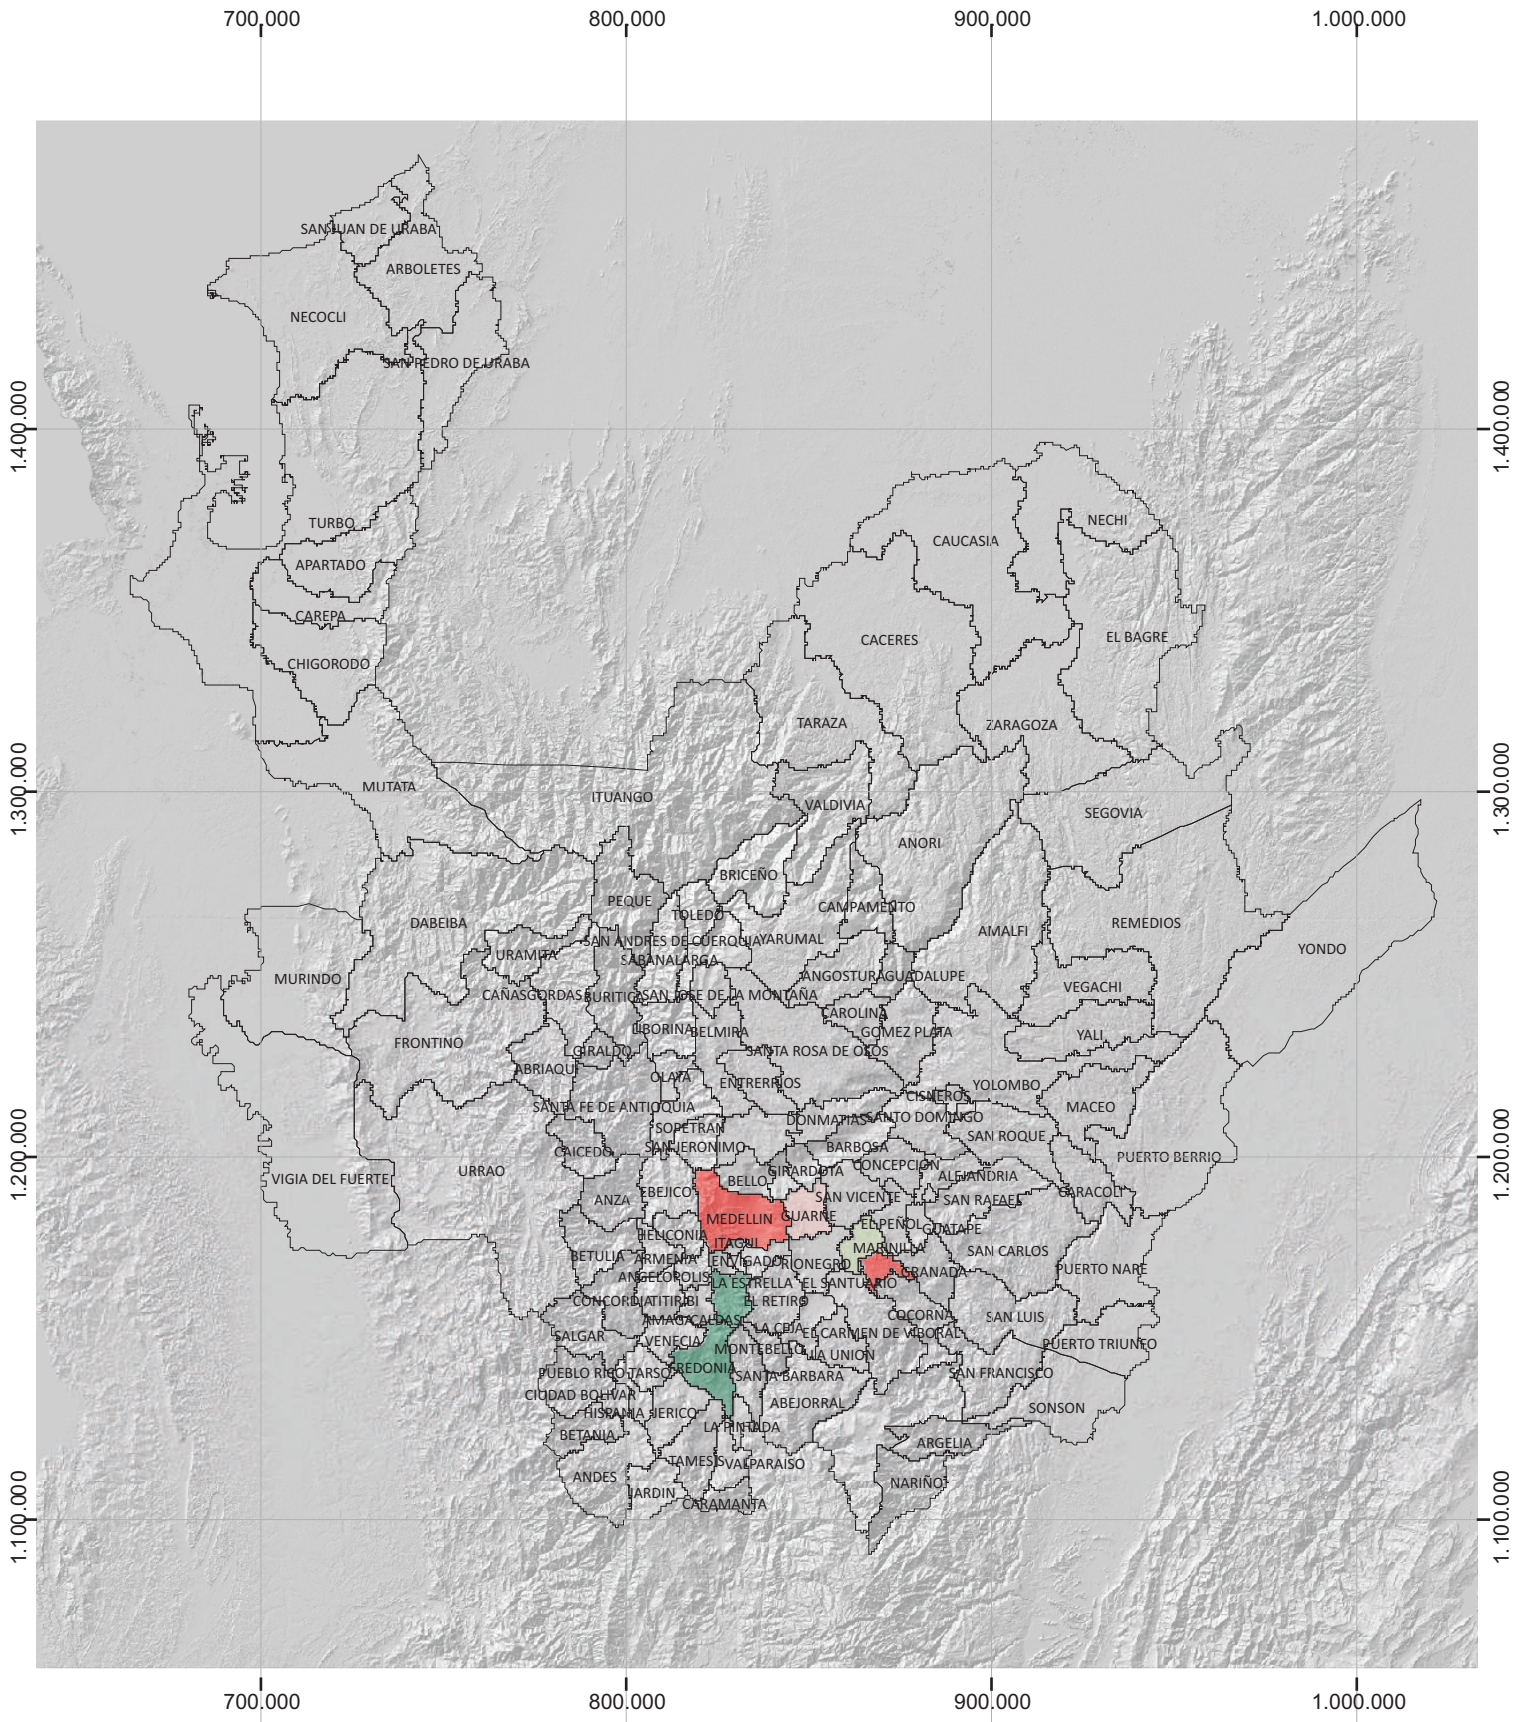 700.000 800.000 900.000 1.000.000
SAN JUAN DE URABA
ARBOLETES
NECOCLI
SAN PEDRO DE URABA
1.400.000 1.400.000
TURBO NECHI
CAUCASIA
APARTADO
CAREPA
CACERES EL BAGRE
CHIGORODO
TARAZA ZARAGOZA
MUTATA
1.300.000 1.300.000
ITUANGO
VALDIVIA SEGOVIA
ANORI
BRICEÑO
PEQUE CAMPAMENTO
TOLEDO
DABEIBA AMALFI REMEDIOS
SAN ANDRES DE CUERQUIA YARUMAL
YONDO
URAMITA SABANALARGA
MURINDO ANGOSTURA GUADALUPE
VEGACHI
CAÑASGORDAS BURITICA SAN JOSE DE LA MONTAÑA
CAROLINA
LIBORINA BELMIRA GOMEZ PLATA YALI
FRONTINO
GIRALDO SANTA ROSA DE OSOS
ABRIAQUI
OLAYA ENTRERRIOS YOLOMBO
CISNEROS
SANTA FE DE ANTIOQUIA MACEO
DONMATIAS SANTO DOMINGO
SOPETRAN SAN ROQUE
CAICEDO SAN JERONIMO BARBOSA
1.200.000 PUERTO BERRIO 1.200.000
URRAO GIRARDOTA CONCEPCION
VIGIA DEL FUERTE BELLO ALEJANDRIA
EBEJICO CARACOLI
ANZA SAN VICENTE SAN RAFAEL
MEDELLIN GUARNE
EL PEÑOL GUATAPE
HELICONIA
ITAGUI MARINILLA SAN CARLOS
BETULIA ARMENIA ENVIGADO RIONEGRO
PUERTO NARE
ANGELOPOLIS GRANADA
LA ESTRELLA EL SANTUARIO
CONCORDIA TITIRIBI EL RETIRO
AMAGA CALDAS COCORNA SAN LUIS
LA CEJA EL CARMEN DE VIBORAL
SALGAR VENECIA PUERTO TRIUNFO
MONTEBELLO LA UNION
PUEBLO RICO TARSO FREDONIA SANTA BARBARA SAN FRANCISCO
CIUDAD BOLIVAR
ABEJORRAL SONSON
HISPANIA JERICO
LA PINTADA
BETANIA ARGELIA
TAMESIS VALPARAISO
ANDES NARIÑO
JARDIN
CARAMANTA
1.100.000 1.100.000
700.000 800.000 900.000 1.000.000